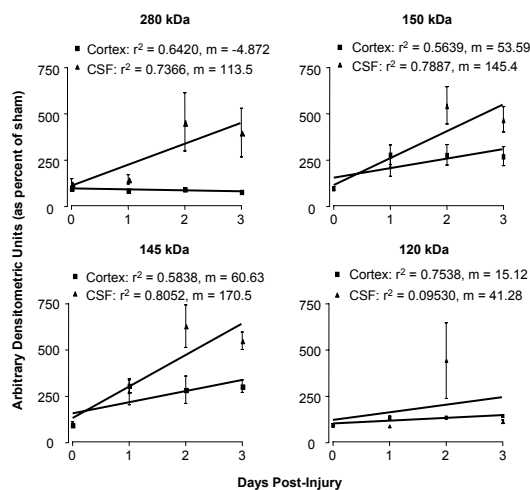 280 kDa
Cortex: r² = 0.6420, m = -4.872
CSF: r² = 0.7366, m = 113.5
750
500
250
0
0 1 2 3
150 kDa
Cortex: r² = 0.5639, m = 53.59
CSF: r² = 0.7887, m = 145.4
750
500
250
0
0 1 2 3
145 kDa
Cortex: r² = 0.5838, m = 60.63
CSF: r² = 0.8052, m = 170.5
750
500
250
0
0 1 2 3
120 kDa
Cortex: r² = 0.7538, m = 15.12
CSF: r² = 0.09530, m = 41.28
750
500
250
0
0 1 2 3
Arbitrary Densitometric Units (as percent of sham)
Days Post-Injury